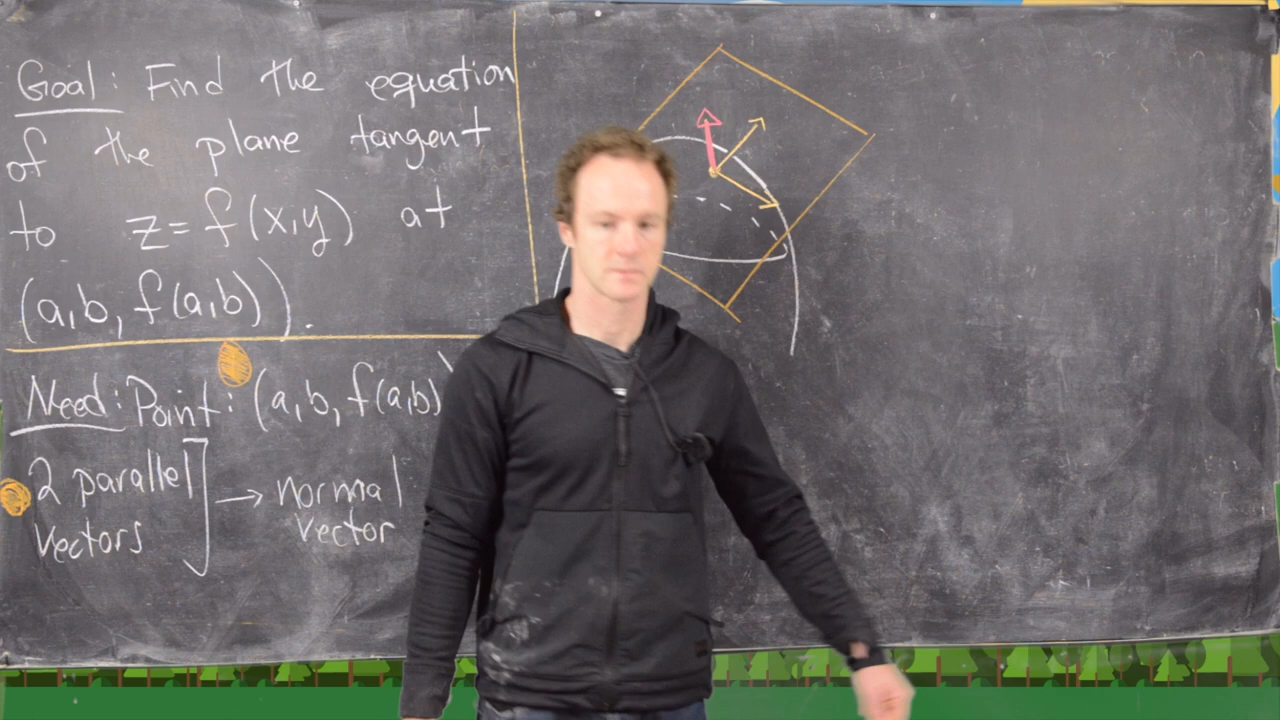 Goal: Find the equation
of the plane tangent
to z=f(x,y) at
(a,b, f(a,b)).
Need: Point: (a,b, f(a,b)
2 parallel → normal
vectors vector